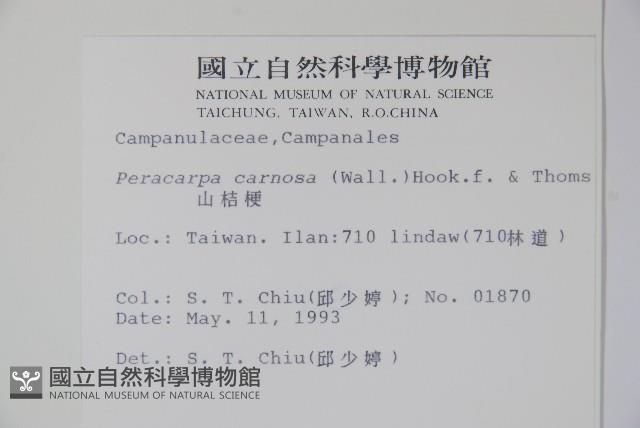 國立自然科學博物館
NATIONAL MUSEUM OF NATURAL SCIENCE
TAICHUNG, TAIWAN, R.O.CHINA
Campanulaceae,Campanales
Peracarpa carnosa (Wall.)Hook.f. & Thoms
山桔梗
Loc.: Taiwan. Ilan:710 lindaw(710林道)
Col.: S. T. Chiu(邱少婷); No. 01870
Date: May. 11, 1993
Det.: S. T. Chiu(邱少婷)
國立自然科學博物館
NATIONAL MUSEUM OF NATURAL SCIENCE